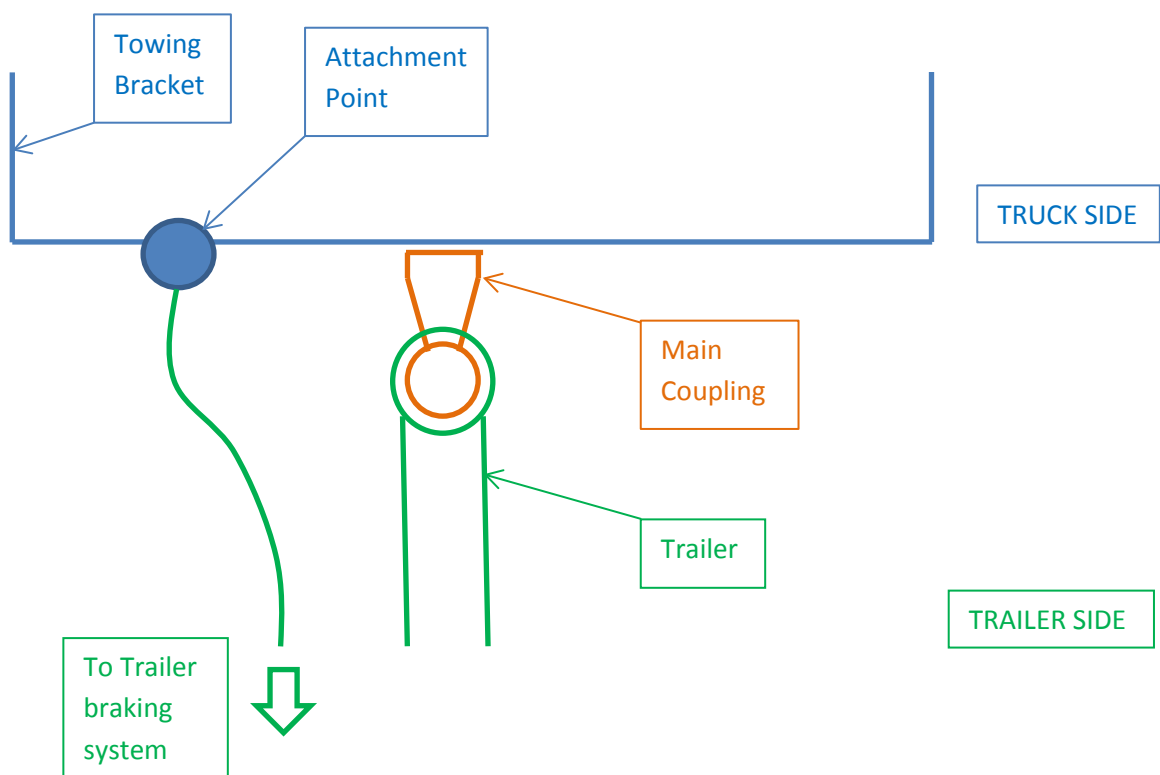 Towing
Bracket
Attachment
Point
TRUCK SIDE
Main
Coupling
Trailer
TRAILER SIDE
To Trailer
braking
system